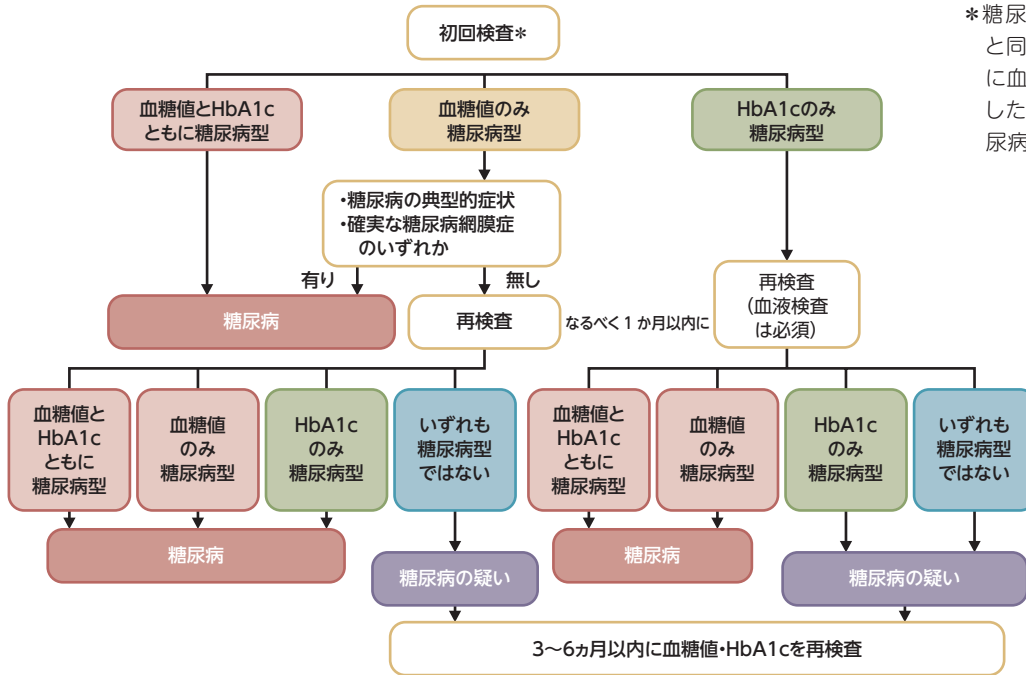 初回検査＊
＊糖尿
と同
に血
した
尿病
血糖値とHbA1c
ともに糖尿病型
血糖値のみ
糖尿病型
HbA1cのみ
糖尿病型
・糖尿病の典型的症状
・確実な糖尿病網膜症
のいずれか
有り
無し
糖尿病
再検査
なるべく1か月以内に
再検査
（血液検査
は必須）
血糖値と
HbA1c
ともに
糖尿病型
血糖値
のみ
糖尿病型
HbA1c
のみ
糖尿病型
いずれも
糖尿病型
ではない
血糖値と
HbA1c
ともに
糖尿病型
血糖値
のみ
糖尿病型
HbA1c
のみ
糖尿病型
いずれも
糖尿病型
ではない
糖尿病
糖尿病の疑い
糖尿病
糖尿病の疑い
3〜6ヵ月以内に血糖値・HbA1cを再検査